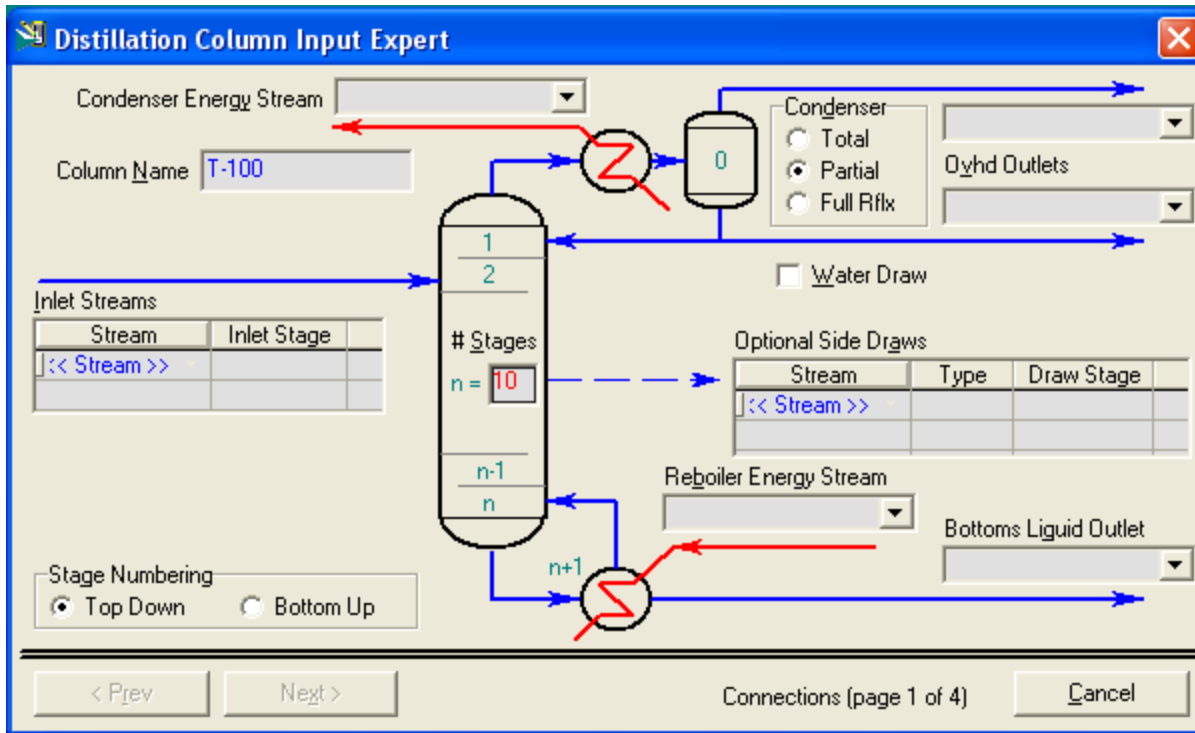 Distillation Column Input Expert
Condenser Energy Stream
Column Name T-100
0
Condenser
Total
Partial
Full Rflx
Ovhd Outlets
Water Draw
1
2
Inlet Streams
Stream Inlet Stage
<< Stream >>
# Stages
n = 10
Optional Side Draws
Stream Type Draw Stage
<< Stream >>
n-1
n
Reboiler Energy Stream
Bottoms Liquid Outlet
n+1
Stage Numbering
Top Down Bottom Up
< Prev Next > Connections (page 1 of 4) Cancel